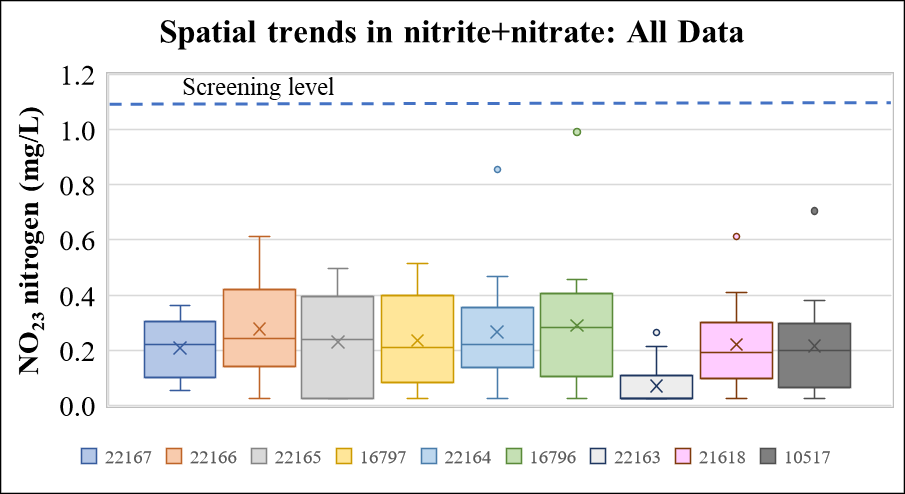 Spatial trends in nitrite+nitrate: All Data
NO23 nitrogen (mg/L)
1.2
1.0
0.8
0.6
0.4
0.2
0.0
Screening level
22167 22166 22165 16797 22164 16796 22163 21618 10517